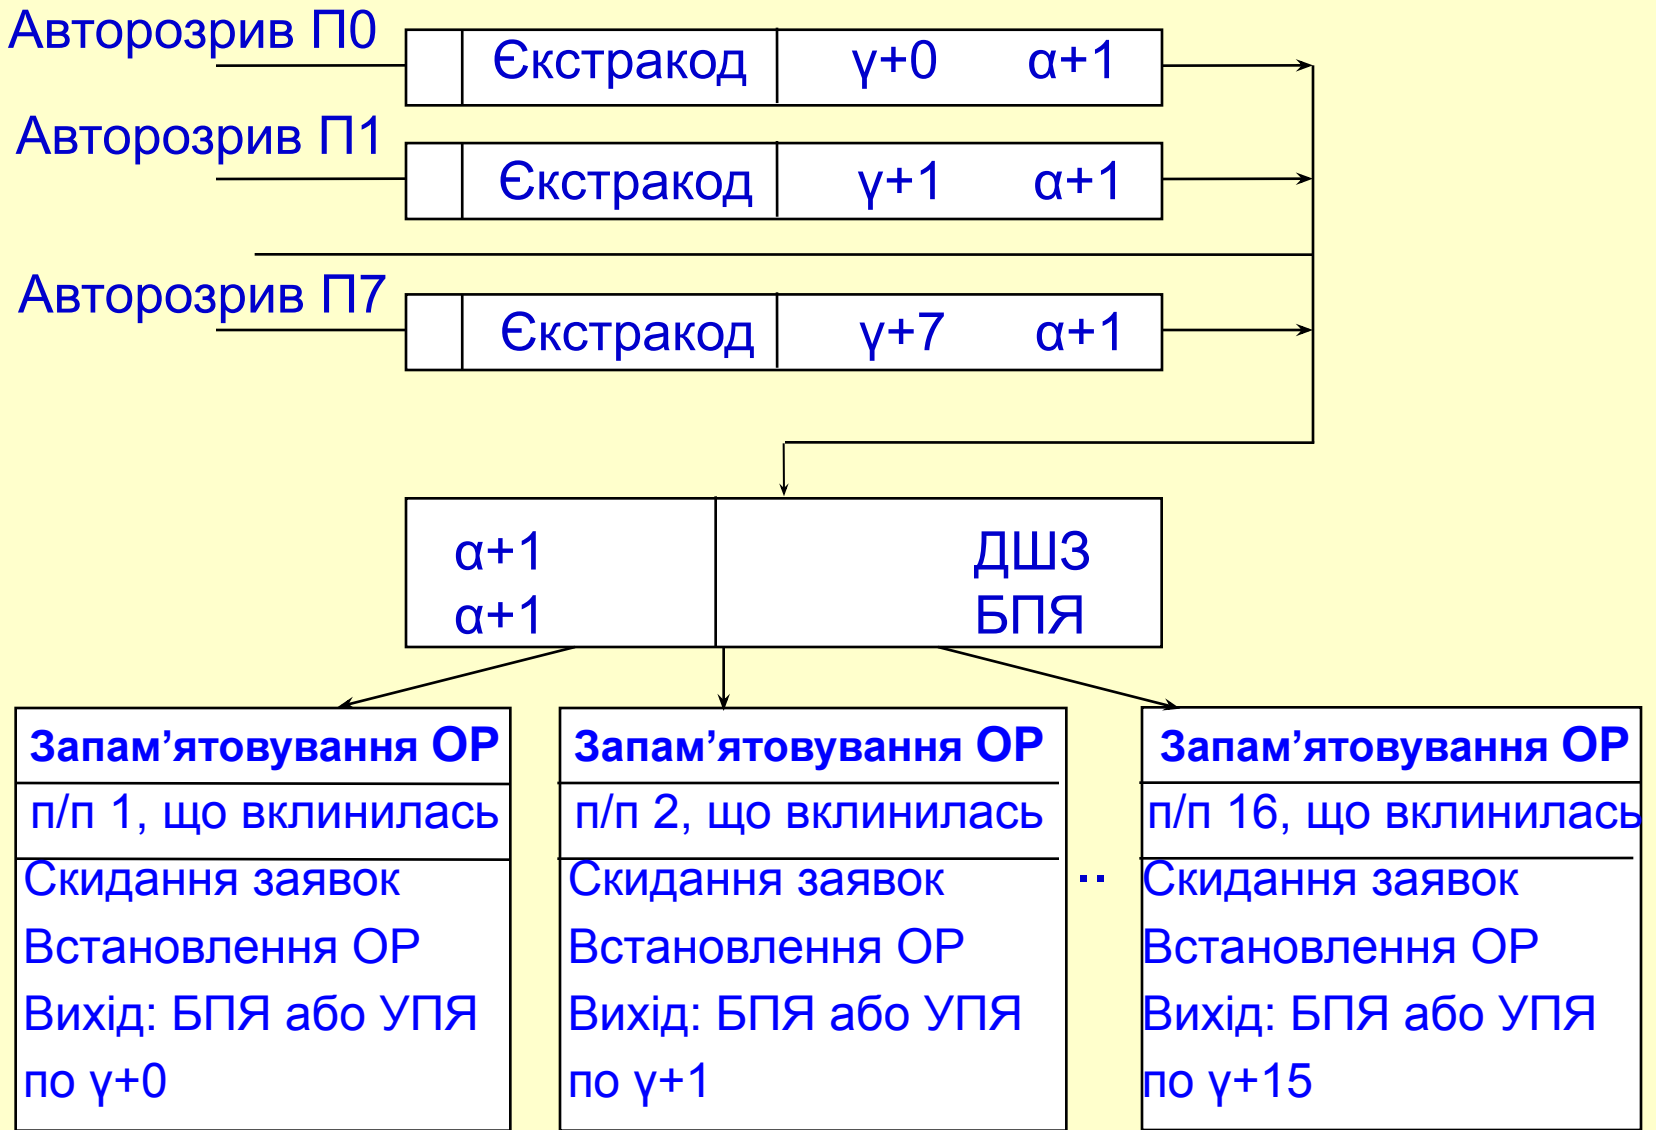 Авторозрив П0
Єкстракод γ+0 α+1
Авторозрив П1
Єкстракод γ+1 α+1
Авторозрив П7
Єкстракод γ+7 α+1
α+1 ДШЗ
α+1 БПЯ
Запам’ятовування ОР
п/п 1, що вклинилась
Скидання заявок
Встановлення ОР
Вихід: БПЯ або УПЯ
по γ+0
Запам’ятовування ОР
п/п 2, що вклинилась
Скидання заявок
Встановлення ОР
Вихід: БПЯ або УПЯ
по γ+1
..
Запам’ятовування ОР
п/п 16, що вклинилась
Скидання заявок
Встановлення ОР
Вихід: БПЯ або УПЯ
по γ+15